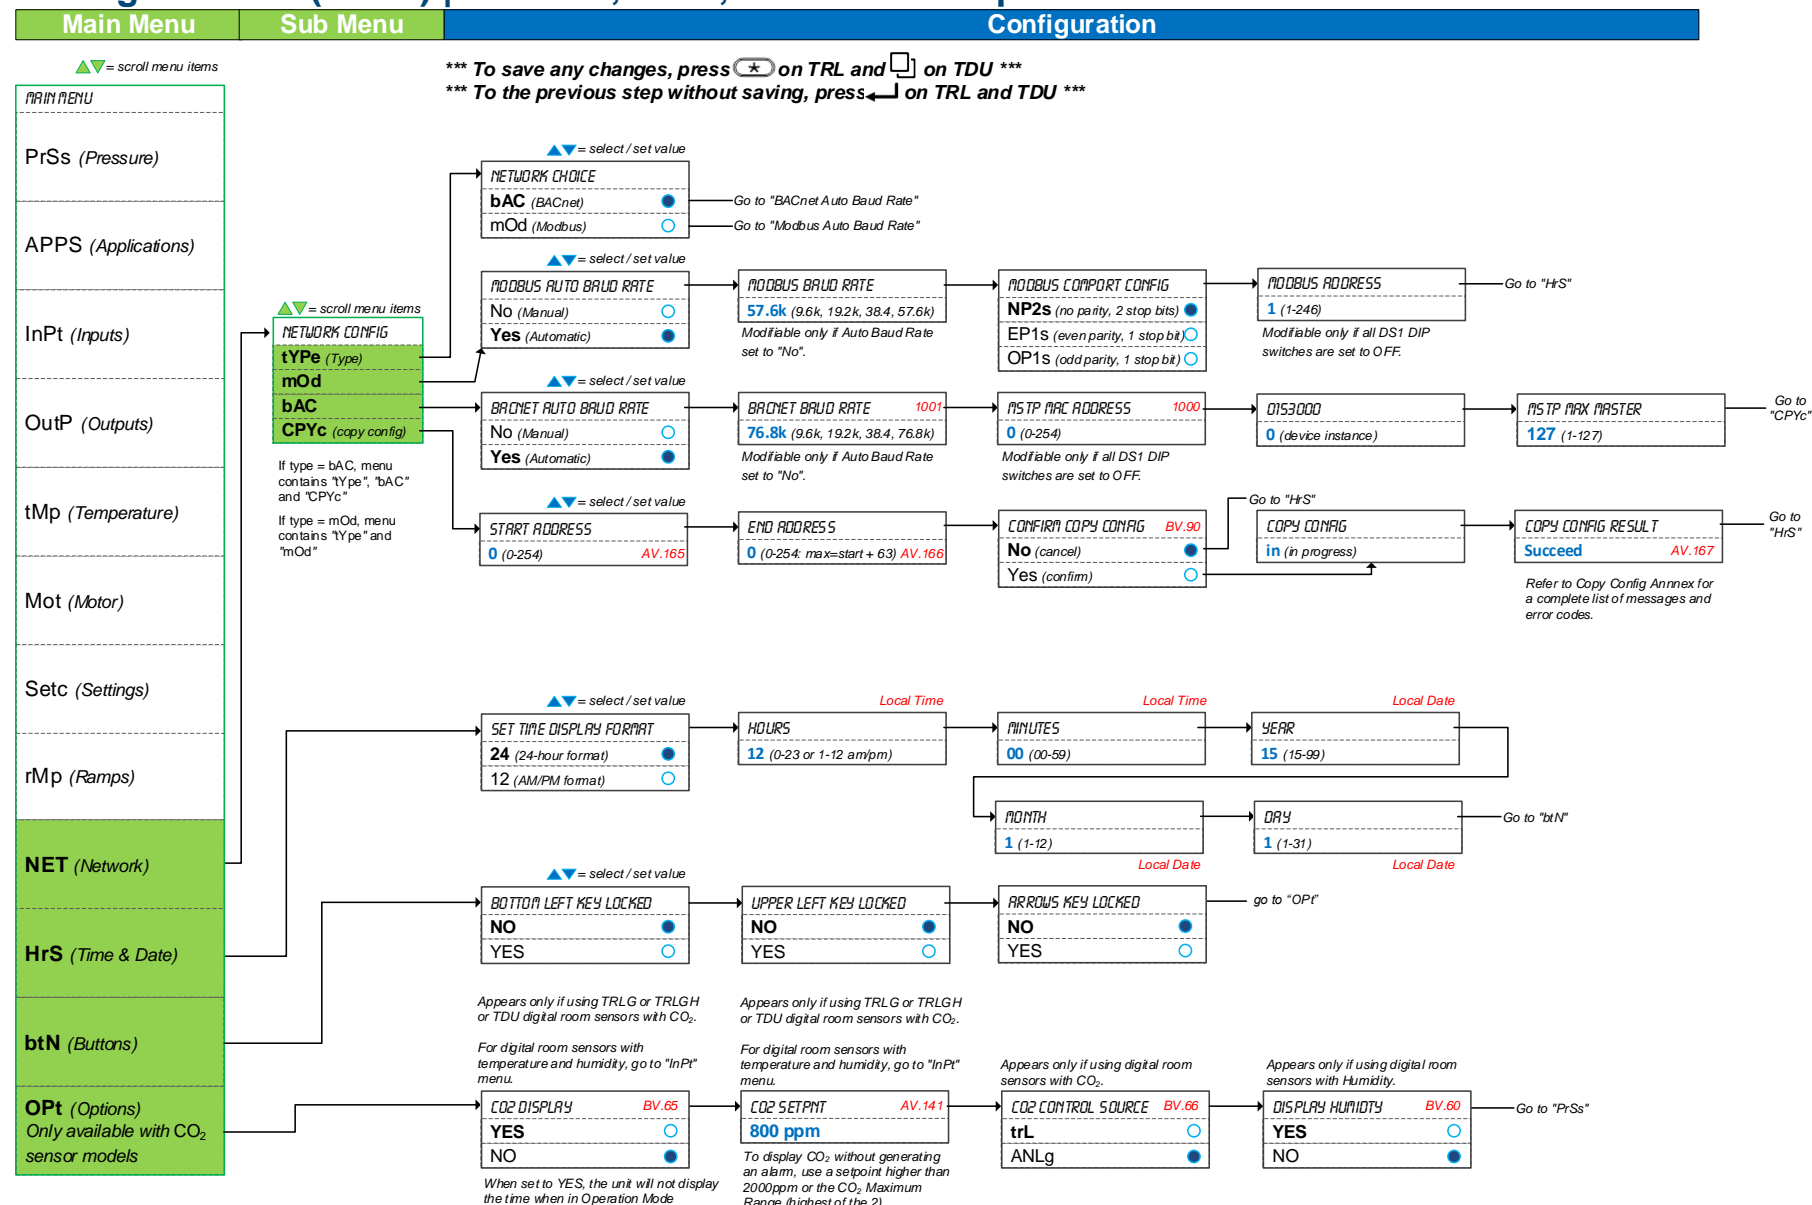 Main Menu
Sub Menu
Configuration
= scroll menu items
*** To save any changes, press * on TRL and on TDU ***
*** To the previous step without saving, press on TRL and TDU ***
MAIN MENU
PrSs (Pressure)
APPS (Applications)
InPt (Inputs)
OutP (Outputs)
tMp (Temperature)
Mot (Motor)
Setc (Settings)
rMp (Ramps)
NET (Network)
HrS (Time & Date)
btN (Buttons)
OPt (Options)
Only available with CO2
sensor models
= scroll menu items
NETWORK CONFIG
tYPe (Type)
mOd
bAC
CPYc (copy config)
If type = bAC, menu
contains "tYpe", "bAC"
and "CPYc"
If type = mOd, menu
contains "tYpe" and
"mOd"
= select / set value
NETWORK CHOICE
bAC (BACnet)
Go to "BACnet Auto Baud Rate"
mOd (Modbus)
Go to "Modbus Auto Baud Rate"
= select / set value
MODBUS AUTO BAUD RATE
No (Manual)
Yes (Automatic)
MODBUS BAUD RATE
57.6k (9.6k, 19.2k, 38.4, 57.6k)
Modifiable only if Auto Baud Rate
set to "No".
MODBUS COMPORT CONFIG
NP2s (no parity, 2 stop bits)
EP1s (even parity, 1 stop bit)
OP1s (odd parity, 1 stop bit)
MODBUS ADDRESS
1 (1-246)
Modifiable only if all DS1 DIP
switches are set to OFF.
Go to "HrS"
= select / set value
BACNET AUTO BAUD RATE
No (Manual)
Yes (Automatic)
BACNET BAUD RATE 1001
76.8k (9.6k, 19.2k, 38.4, 76.8k)
Modifiable only if Auto Baud Rate
set to "No".
MSTP MAC ADDRESS 1000
0 (0-254)
Modifiable only if all DS1 DIP
switches are set to OFF.
0153000
0 (device instance)
MSTP MAX MASTER
127 (1-127)
Go to
"CPYc"
= select / set value
START ADDRESS
0 (0-254) AV.165
END ADDRESS
0 (0-254: max=start + 63) AV.166
CONFIRM COPY CONFIG BV.90
No (cancel)
Yes (confirm)
Go to "HrS"
COPY CONFIG
in (in progress)
COPY CONFIG RESULT
Succeed AV.167
Go to
"HrS"
Refer to Copy Config Annnex for
a complete list of messages and
error codes.
= select / set value
SET TIME DISPLAY FORMAT
24 (24-hour format)
12 (AM/PM format)
Local Time
HOURS
12 (0-23 or 1-12 am/pm)
Local Time
MINUTES
00 (00-59)
Local Date
YEAR
15 (15-99)
MONTH
1 (1-12)
Local Date
DAY
1 (1-31)
Local Date
Go to "btN"
= select / set value
BOTTOM LEFT KEY LOCKED
NO
YES
UPPER LEFT KEY LOCKED
NO
YES
ARROWS KEY LOCKED
NO
YES
go to "OPt"
Appears only if using TRLG or TRLGH
or TDU digital room sensors with CO2.
For digital room sensors with
temperature and humidity, go to "InPt"
menu.
CO2 DISPLAY BV.65
YES
NO
When set to YES, the unit will not display
the time when in Operation Mode
Appears only if using TRLG or TRLGH
or TDU digital room sensors with CO2.
For digital room sensors with
temperature and humidity, go to "InPt"
menu.
CO2 SETPNT AV.141
800 ppm
To display CO2 without generating
an alarm, use a setpoint higher than
2000ppm or the CO2 Maximum
Range (highest of the 2)
Appears only if using digital room
sensors with CO2.
CO2 CONTROL SOURCE BV.66
trL
ANLg
Appears only if using digital room
sensors with Humidity.
DISPLAY HUMIDTY BV.60
YES
NO
Go to "PrSs"